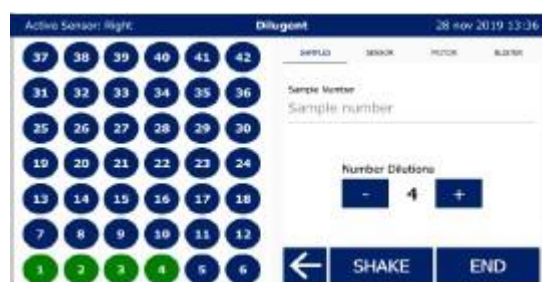 Active Sensor: Right Dilugent 28 nov 2019 13:36
37 38 39 40 41 42
SAMPLES SENSOR MOTOR
31 32 33 34 35 36
Sample Number
Sample number
25 26 27 28 29 30
19 20 21 22 23 24
Number Dilutions
13 14 15 16 17 18
- 4 +
7 8 9 10 11 12
1 2 3 4 5 6
← SHAKE END